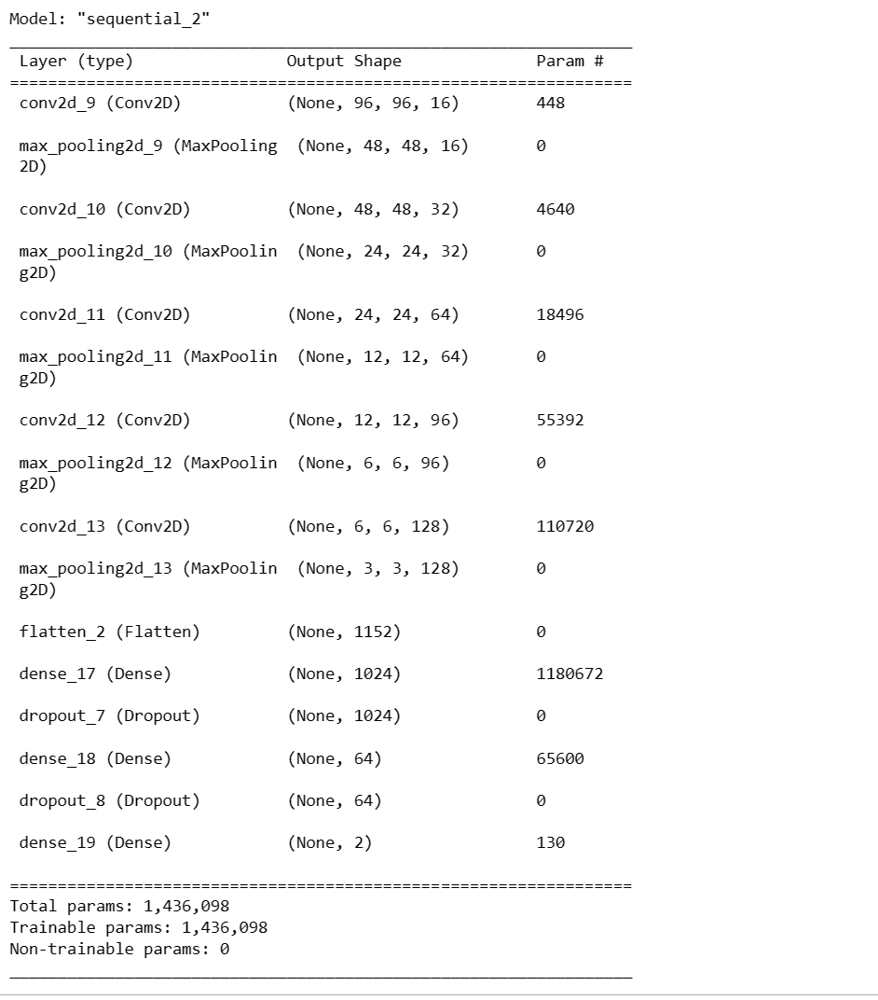 Model: "sequential_2"
Layer (type) Output Shape Param #
=================================================================
conv2d_9 (Conv2D) (None, 96, 96, 16) 448
max_pooling2d_9 (MaxPooling (None, 48, 48, 16) 0
2D)
conv2d_10 (Conv2D) (None, 48, 48, 32) 4640
max_pooling2d_10 (MaxPoolin (None, 24, 24, 32) 0
g2D)
conv2d_11 (Conv2D) (None, 24, 24, 64) 18496
max_pooling2d_11 (MaxPoolin (None, 12, 12, 64) 0
g2D)
conv2d_12 (Conv2D) (None, 12, 12, 96) 55392
max_pooling2d_12 (MaxPoolin (None, 6, 6, 96) 0
g2D)
conv2d_13 (Conv2D) (None, 6, 6, 128) 110720
max_pooling2d_13 (MaxPoolin (None, 3, 3, 128) 0
g2D)
flatten_2 (Flatten) (None, 1152) 0
dense_17 (Dense) (None, 1024) 1180672
dropout_7 (Dropout) (None, 1024) 0
dense_18 (Dense) (None, 64) 65600
dropout_8 (Dropout) (None, 64) 0
dense_19 (Dense) (None, 2) 130
=================================================================
Total params: 1,436,098
Trainable params: 1,436,098
Non-trainable params: 0